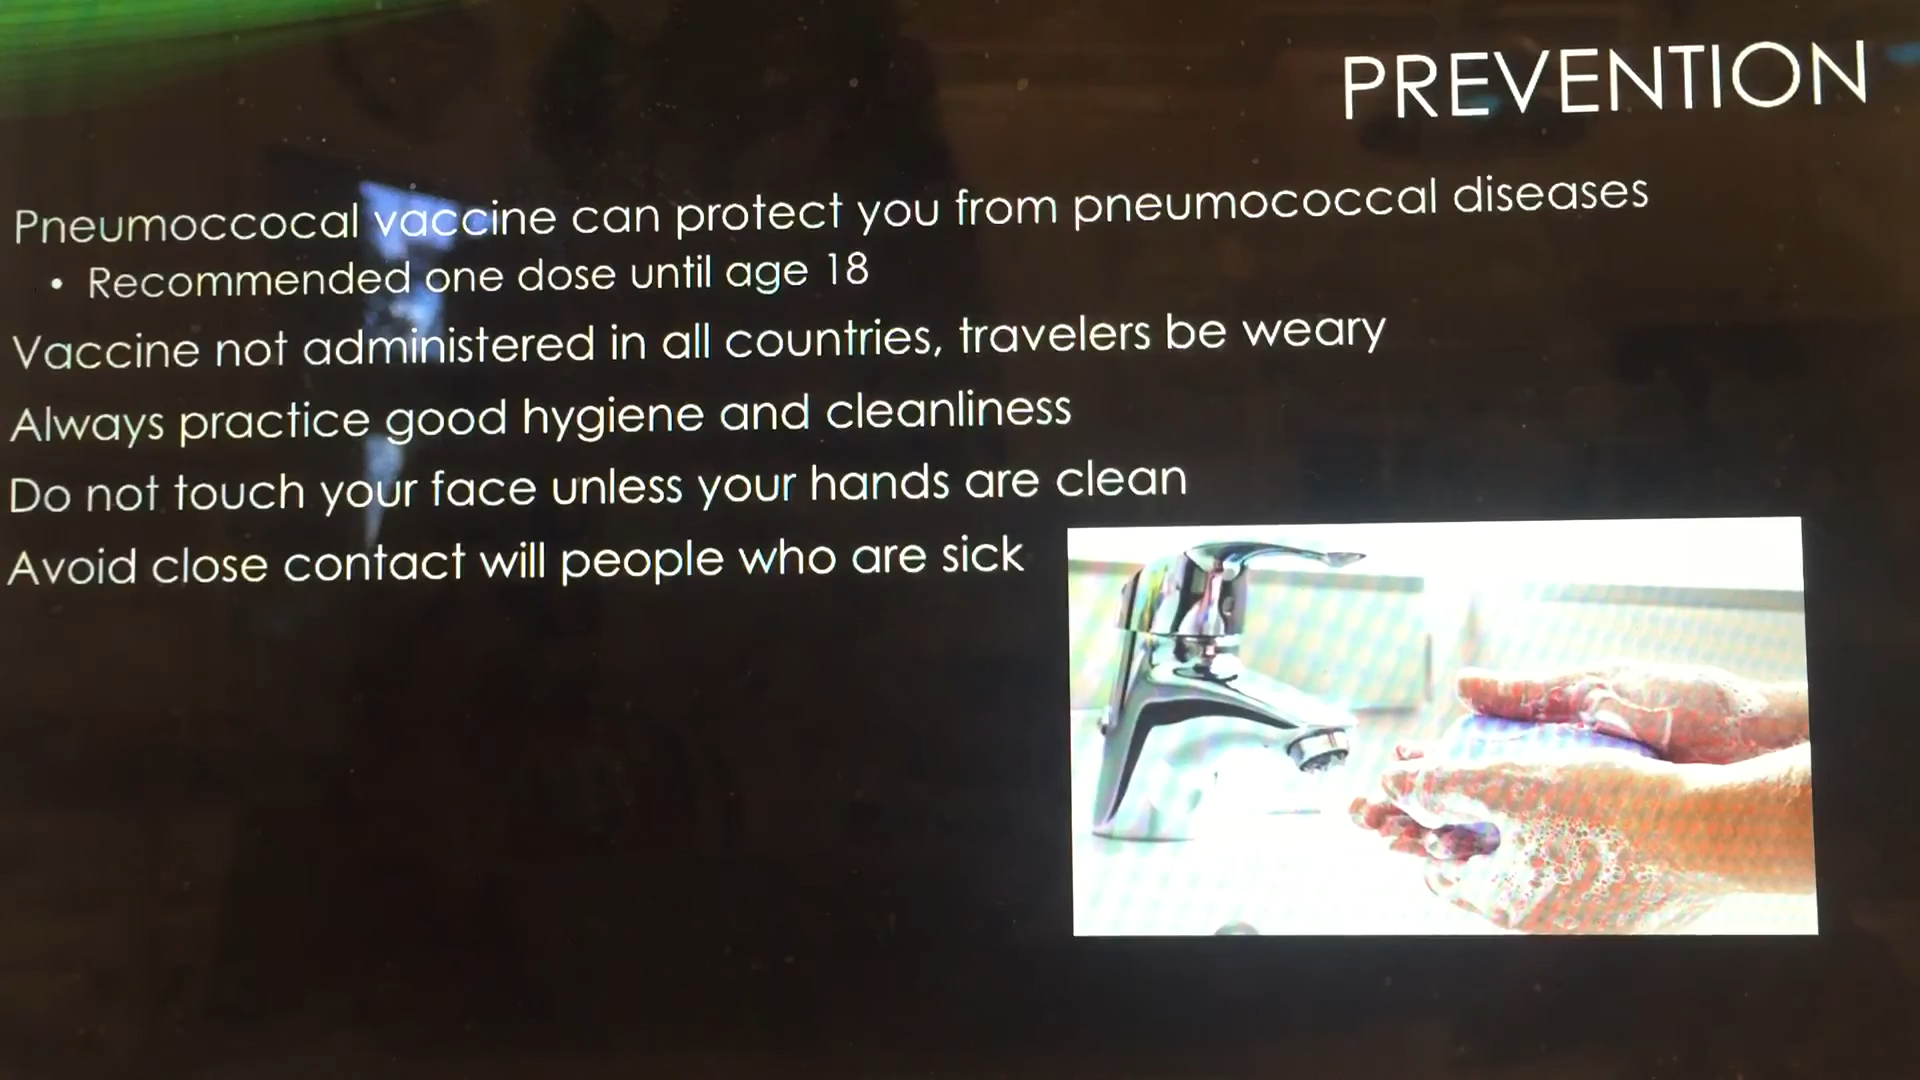 PREVENTION
Pneumoccocal vaccine can protect you from pneumococcal diseases
• Recommended one dose until age 18
Vaccine not administered in all countries, travelers be weary
Always practice good hygiene and cleanliness
Do not touch your face unless your hands are clean
Avoid close contact will people who are sick